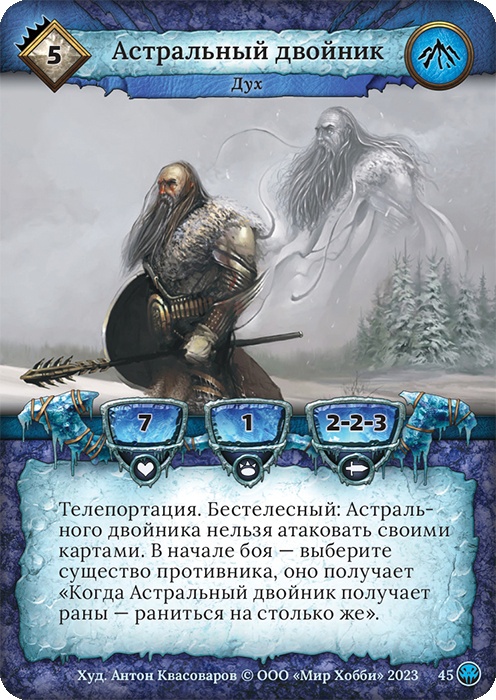 5
Астральный двойник
Дух
7
1
2-2-3
Телепортация. Бестелесный: Астраль-
ного двойника нельзя атаковать своими
картами. В начале боя — выберите
существо противника, оно получает
«Когда Астральный двойник получает
раны — раниться на столько же».
Худ. Антон Квасоваров © ООО «Мир Хобби» 2023
45